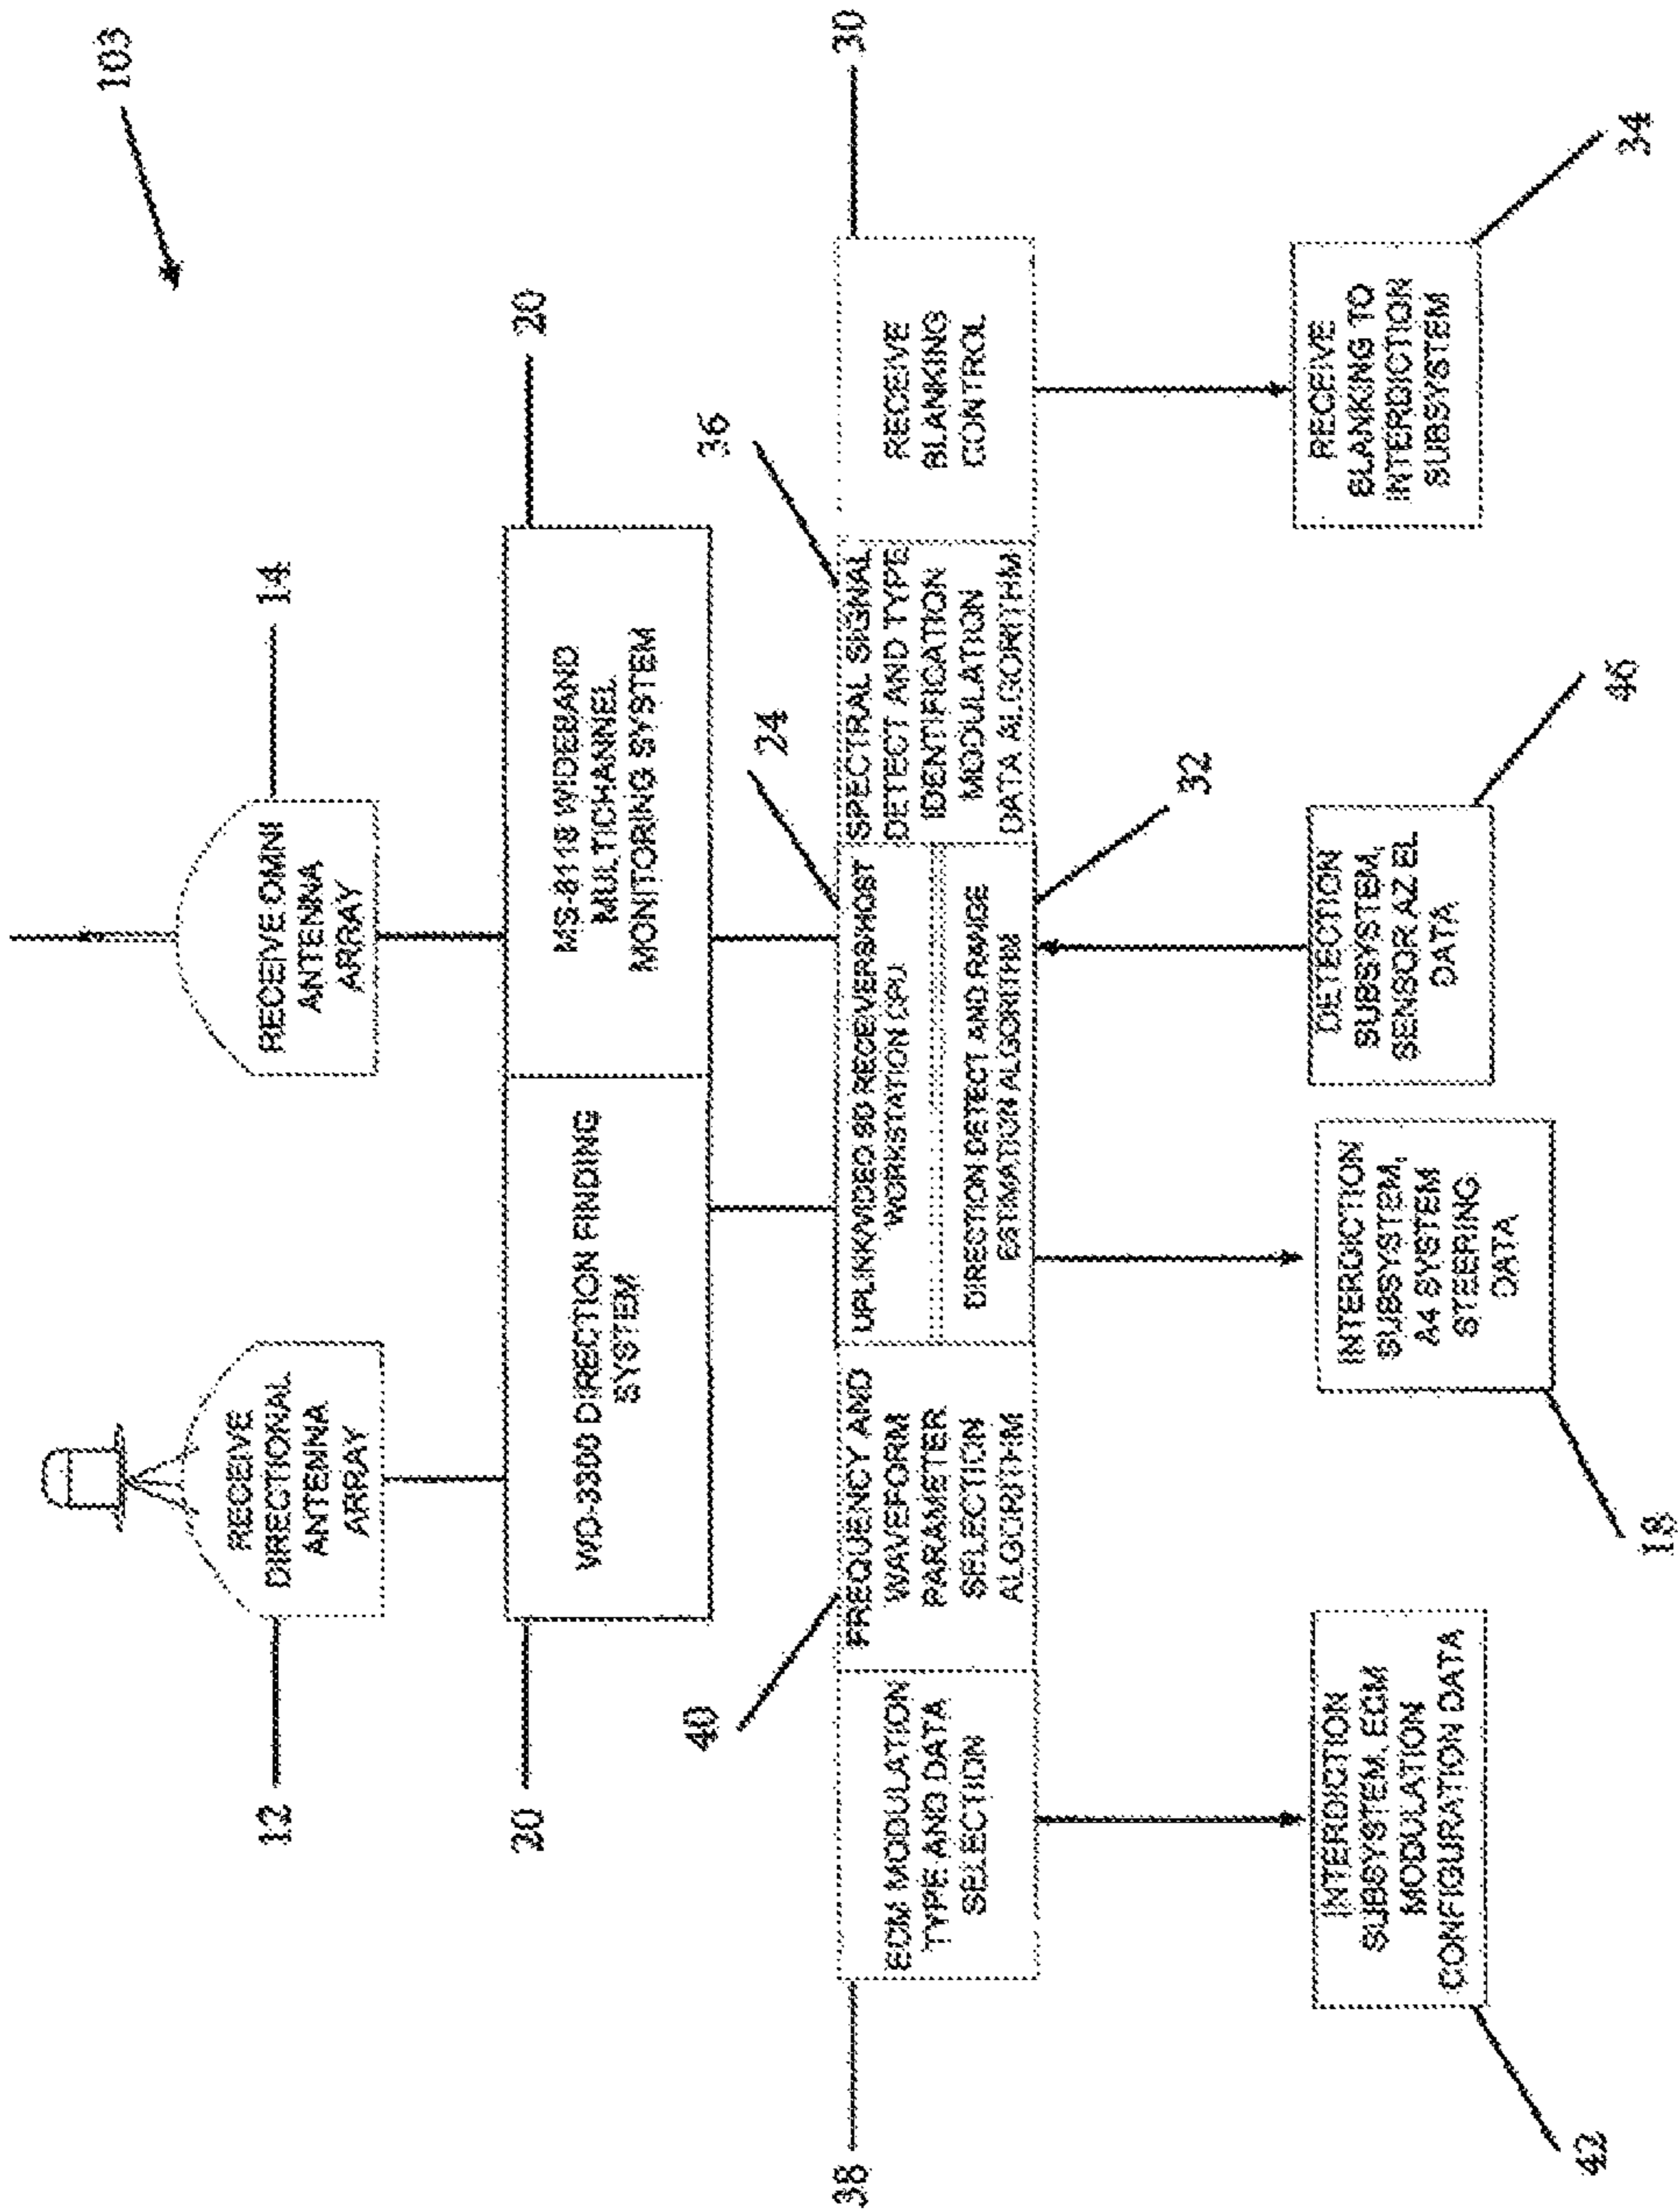 103
12
RECEIVE
DIRECTIONAL
ANTENNA
ARRAY
RECEIVE OMNI
ANTENNA
ARRAY
14
20
WD-3300 DIRECTION FINDING
SYSTEM
MS-8118 WIDEBAND
MULTICHANNEL
MONITORING SYSTEM
20
40
24
36
38
ECM MODULATION
TYPE AND DATA
SELECTION
FREQUENCY AND
WAVEFORM
PARAMETER
SELECTION
ALGORITHM
UPLINK/VIDEO SD RECEIVERS/HOST
WORKSTATION CPU
DIRECTION DETECT AND RANGE
ESTIMATION ALGORITHM
SPECTRAL SIGNAL
DETECT AND TYPE
IDENTIFICATION
MODULATION
DATA ALGORITHM
RECEIVE
BLANKING
CONTROL
30
32
INTERDICTION
SUBSYSTEM, ECM
MODULATION
CONFIGURATION DATA
INTERDICTION
SUBSYSTEM,
A4 SYSTEM
STEERING
DATA
DETECTION
SUBSYSTEM,
SENSOR AZ EL
DATA
RECEIVE
BLANKING TO
INTERDICTION
SUBSYSTEM
42
18
46
34